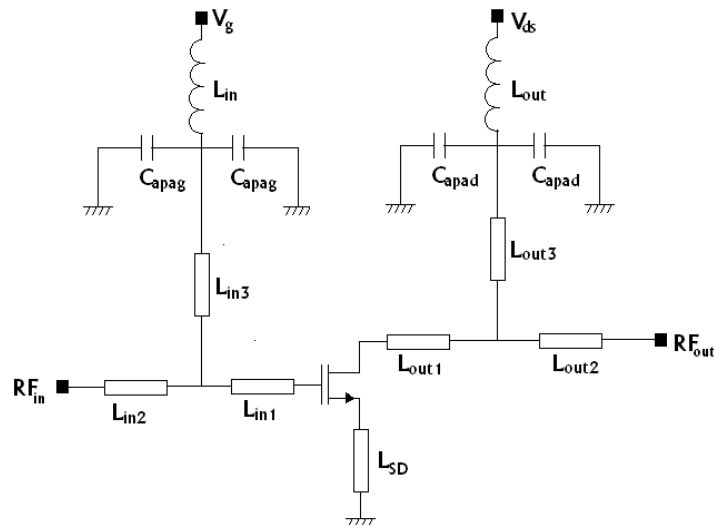 Vg
Vds
Lin
Lout
Capag
Capag
Capad
Capad
Lin3
Lout3
RFin
Lin2
Lin1
Lout1
Lout2
RFout
LSD